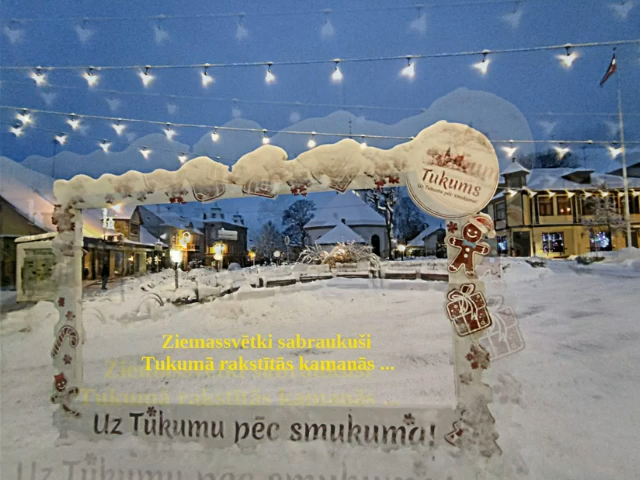 Tukums
Uz Tukumu pēc smukuma!
Ziemassvētki sabraukuši
Tukumā rakstītās kamanās ...
Uz Tukumu pēc smukuma!